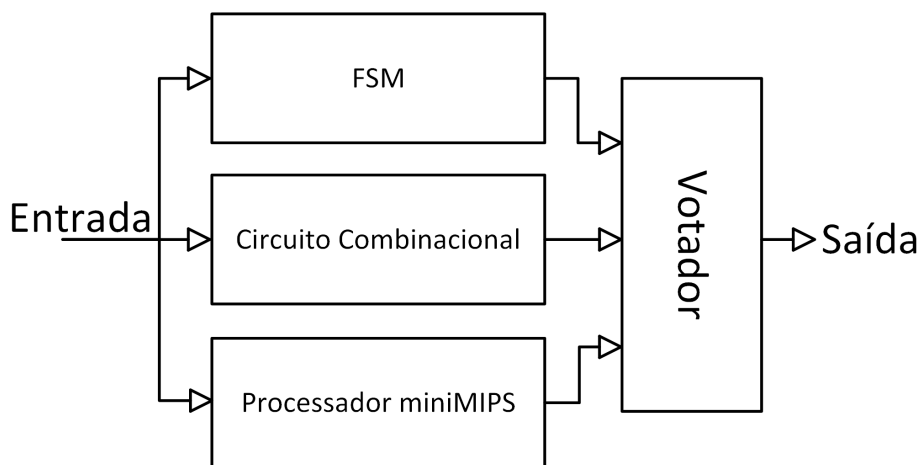 FSM
Entrada
Circuito Combinacional
Processador miniMIPS
Votador
Saída